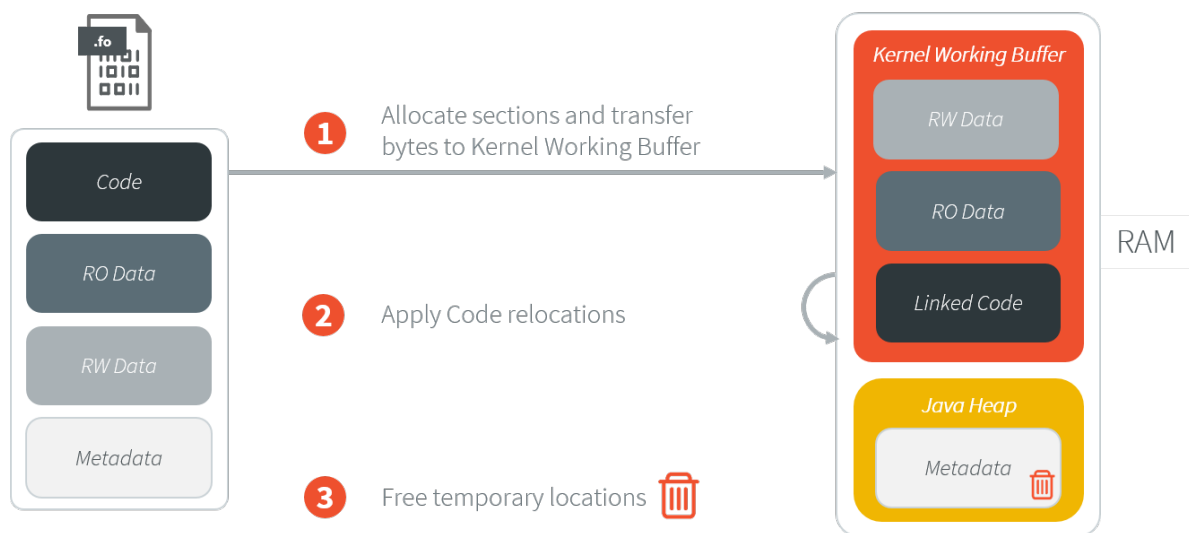 .fo
Code
RO Data
RW Data
Metadata
1
Allocate sections and transfer
bytes to Kernel Working Buffer
2
Apply Code relocations
3
Free temporary locations
Kernel Working Buffer
RW Data
RO Data
Linked Code
Java Heap
Metadata
RAM